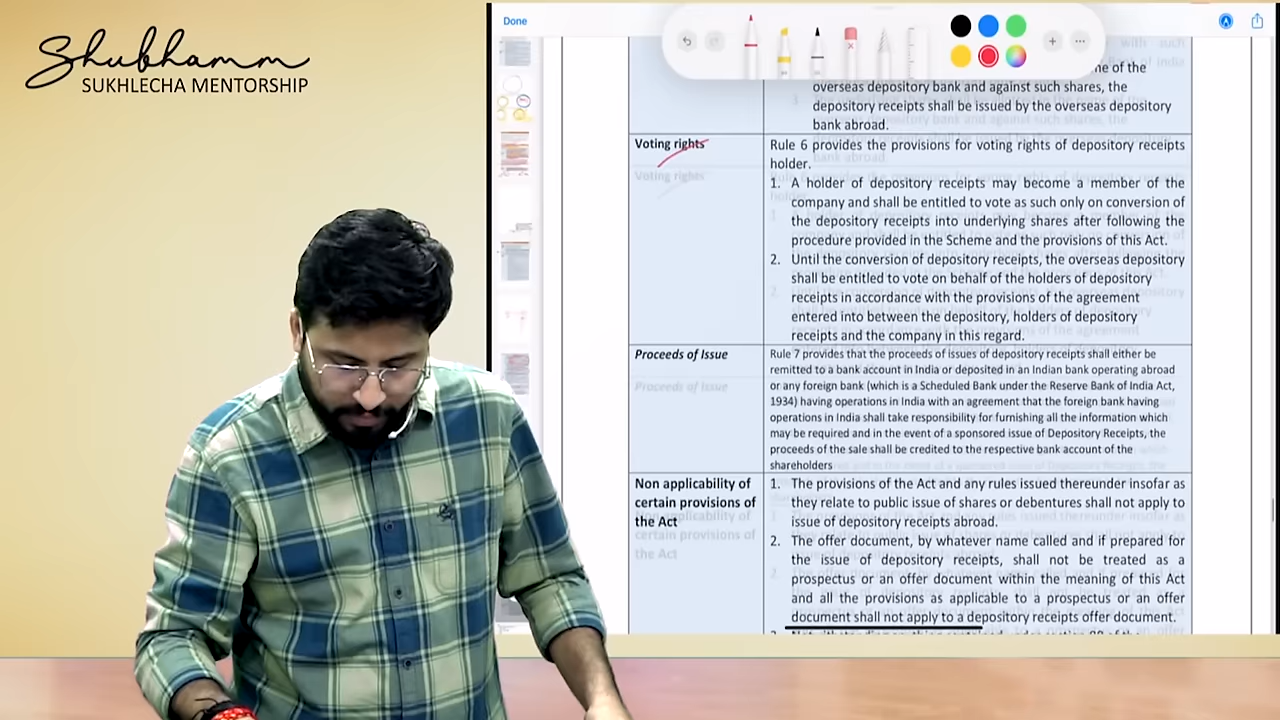 Shubhamm
SUKHLECHA MENTORSHIP
Done
overseas depository bank and against such shares, the
depository receipts shall be issued by the overseas depository
bank abroad.
Voting rights
Rule 6 provides the provisions for voting rights of depository receipts
holder.
1. A holder of depository receipts may become a member of the
company and shall be entitled to vote as such only on conversion of
the depository receipts into underlying shares after following the
procedure provided in the Scheme and the provisions of this Act.
2. Until the conversion of depository receipts, the overseas depository
shall be entitled to vote on behalf of the holders of depository
receipts in accordance with the provisions of the agreement
entered into between the depository, holders of depository
receipts and the company in this regard.
Proceeds of Issue
Rule 7 provides that the proceeds of issues of depository receipts shall either be
remitted to a bank account in India or deposited in an Indian bank operating abroad
or any foreign bank (which is a Scheduled Bank under the Reserve Bank of India Act,
1934) having operations in India with an agreement that the foreign bank having
operations in India shall take responsibility for furnishing all the information which
may be required and in the event of a sponsored issue of Depository Receipts, the
proceeds of the sale shall be credited to the respective bank account of the
shareholders
Non applicability of
certain provisions of
the Act
1. The provisions of the Act and any rules issued thereunder insofar as
they relate to public issue of shares or debentures shall not apply to
issue of depository receipts abroad.
2. The offer document, by whatever name called and if prepared for
the issue of depository receipts, shall not be treated as a
prospectus or an offer document within the meaning of this Act
and all the provisions as applicable to a prospectus or an offer
document shall not apply to a depository receipts offer document.